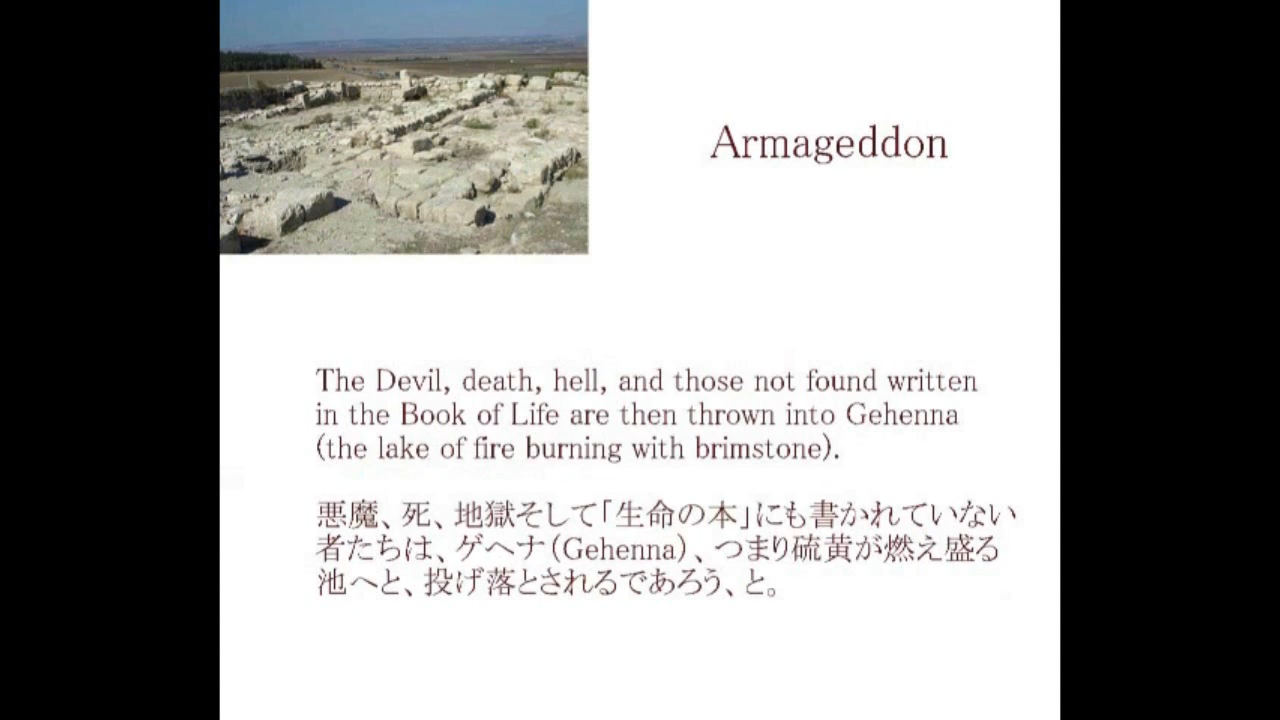 Armageddon
The Devil, death, hell, and those not found written
in the Book of Life are then thrown into Gehenna
(the lake of fire burning with brimstone).
悪魔、死、地獄そして「生命の本」にも書かれていない
者たちは、ゲヘナ(Gehenna)、つまり硫黄が燃え盛る
池へと、投げ落とされるであろう、と。